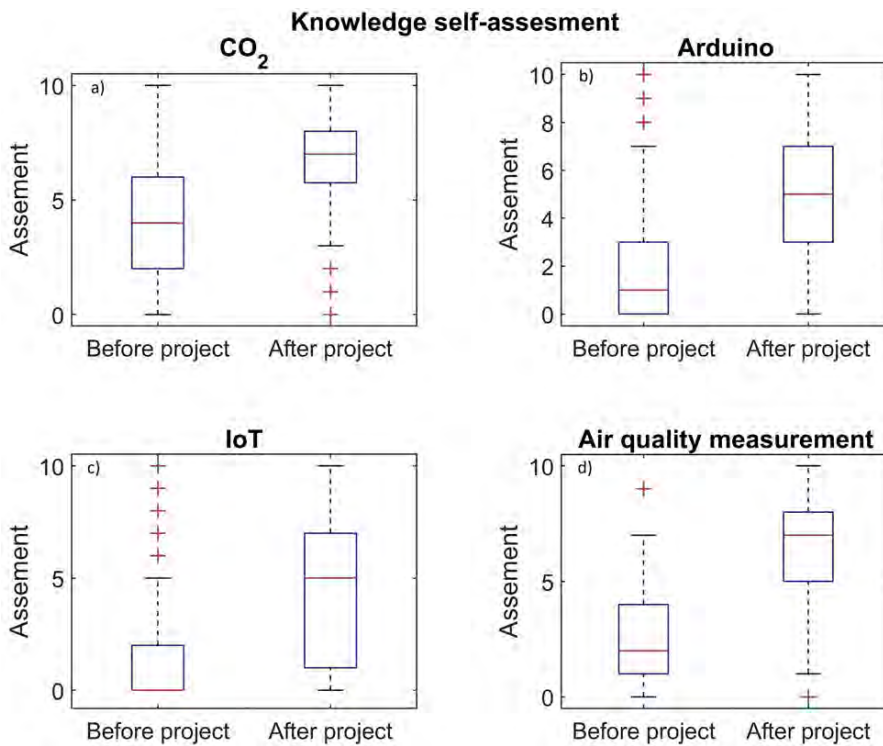 Knowledge self-assesment
CO2
a)
10
5
0
Assement
Before project After project
Arduino
b)
10
8
6
4
2
0
Assement
Before project After project
IoT
c)
10
5
0
Assement
Before project After project
Air quality measurement
d)
10
5
0
Assement
Before project After project